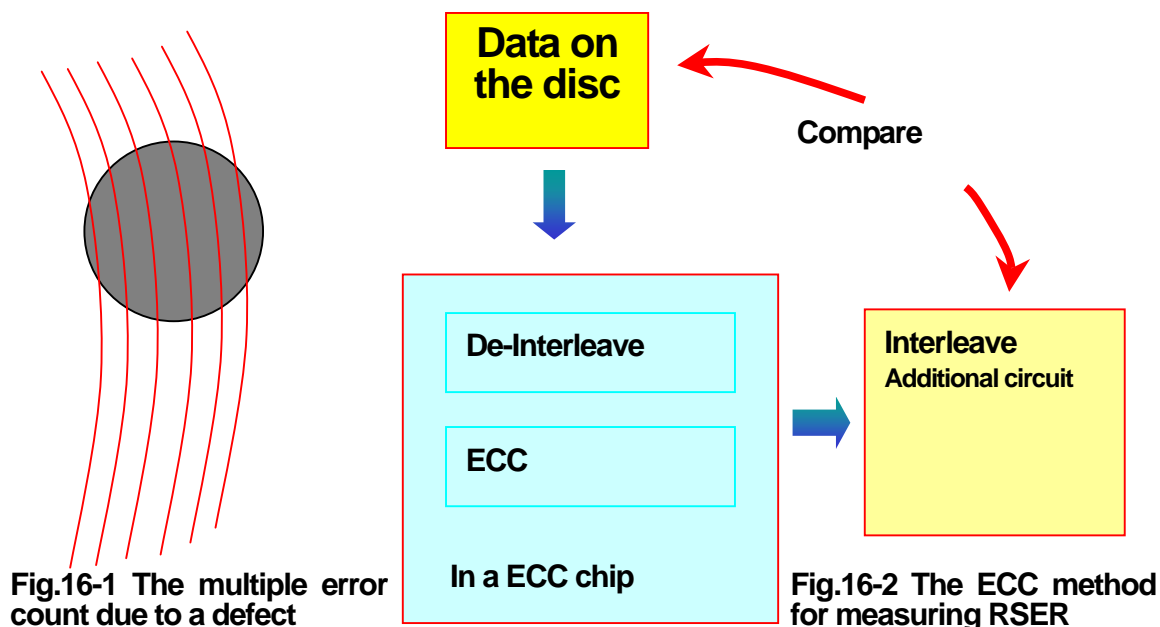 Data on
the disc
Compare
De-Interleave
ECC
In a ECC chip
Interleave
Additional circuit
Fig.16-1 The multiple error
count due to a defect
Fig.16-2 The ECC method
for measuring RSER